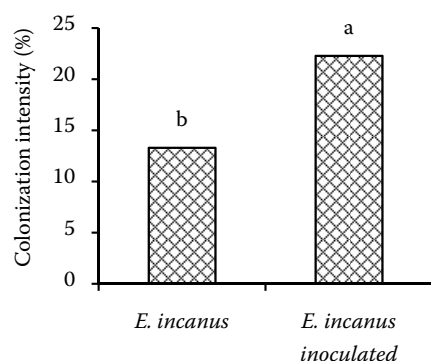 Colonization intensity (%)
25
20
15
10
5
0
b
a
E. incanus
E. incanus
inoculated